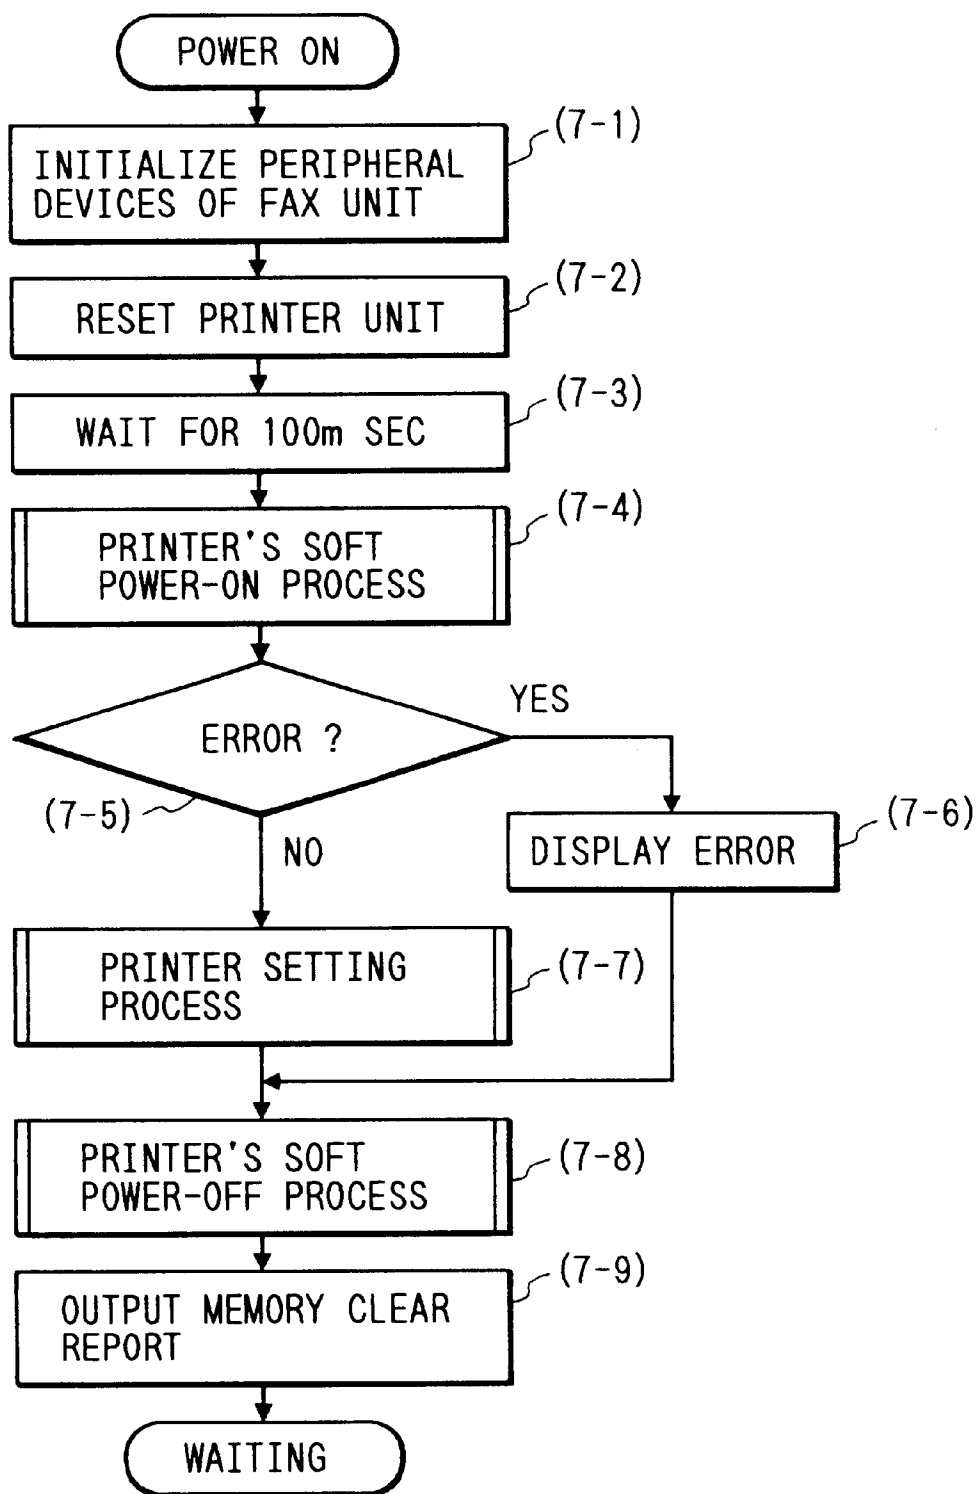 POWER ON
(7-1)
INITIALIZE PERIPHERAL
DEVICES OF FAX UNIT
(7-2)
RESET PRINTER UNIT
(7-3)
WAIT FOR 100m SEC
(7-4)
PRINTER'S SOFT
POWER-ON PROCESS
YES
ERROR ?
(7-5)
(7-6)
NO
DISPLAY ERROR
PRINTER SETTING
PROCESS
(7-7)
PRINTER'S SOFT
POWER-OFF PROCESS
(7-8)
(7-9)
OUTPUT MEMORY CLEAR
REPORT
WAITING